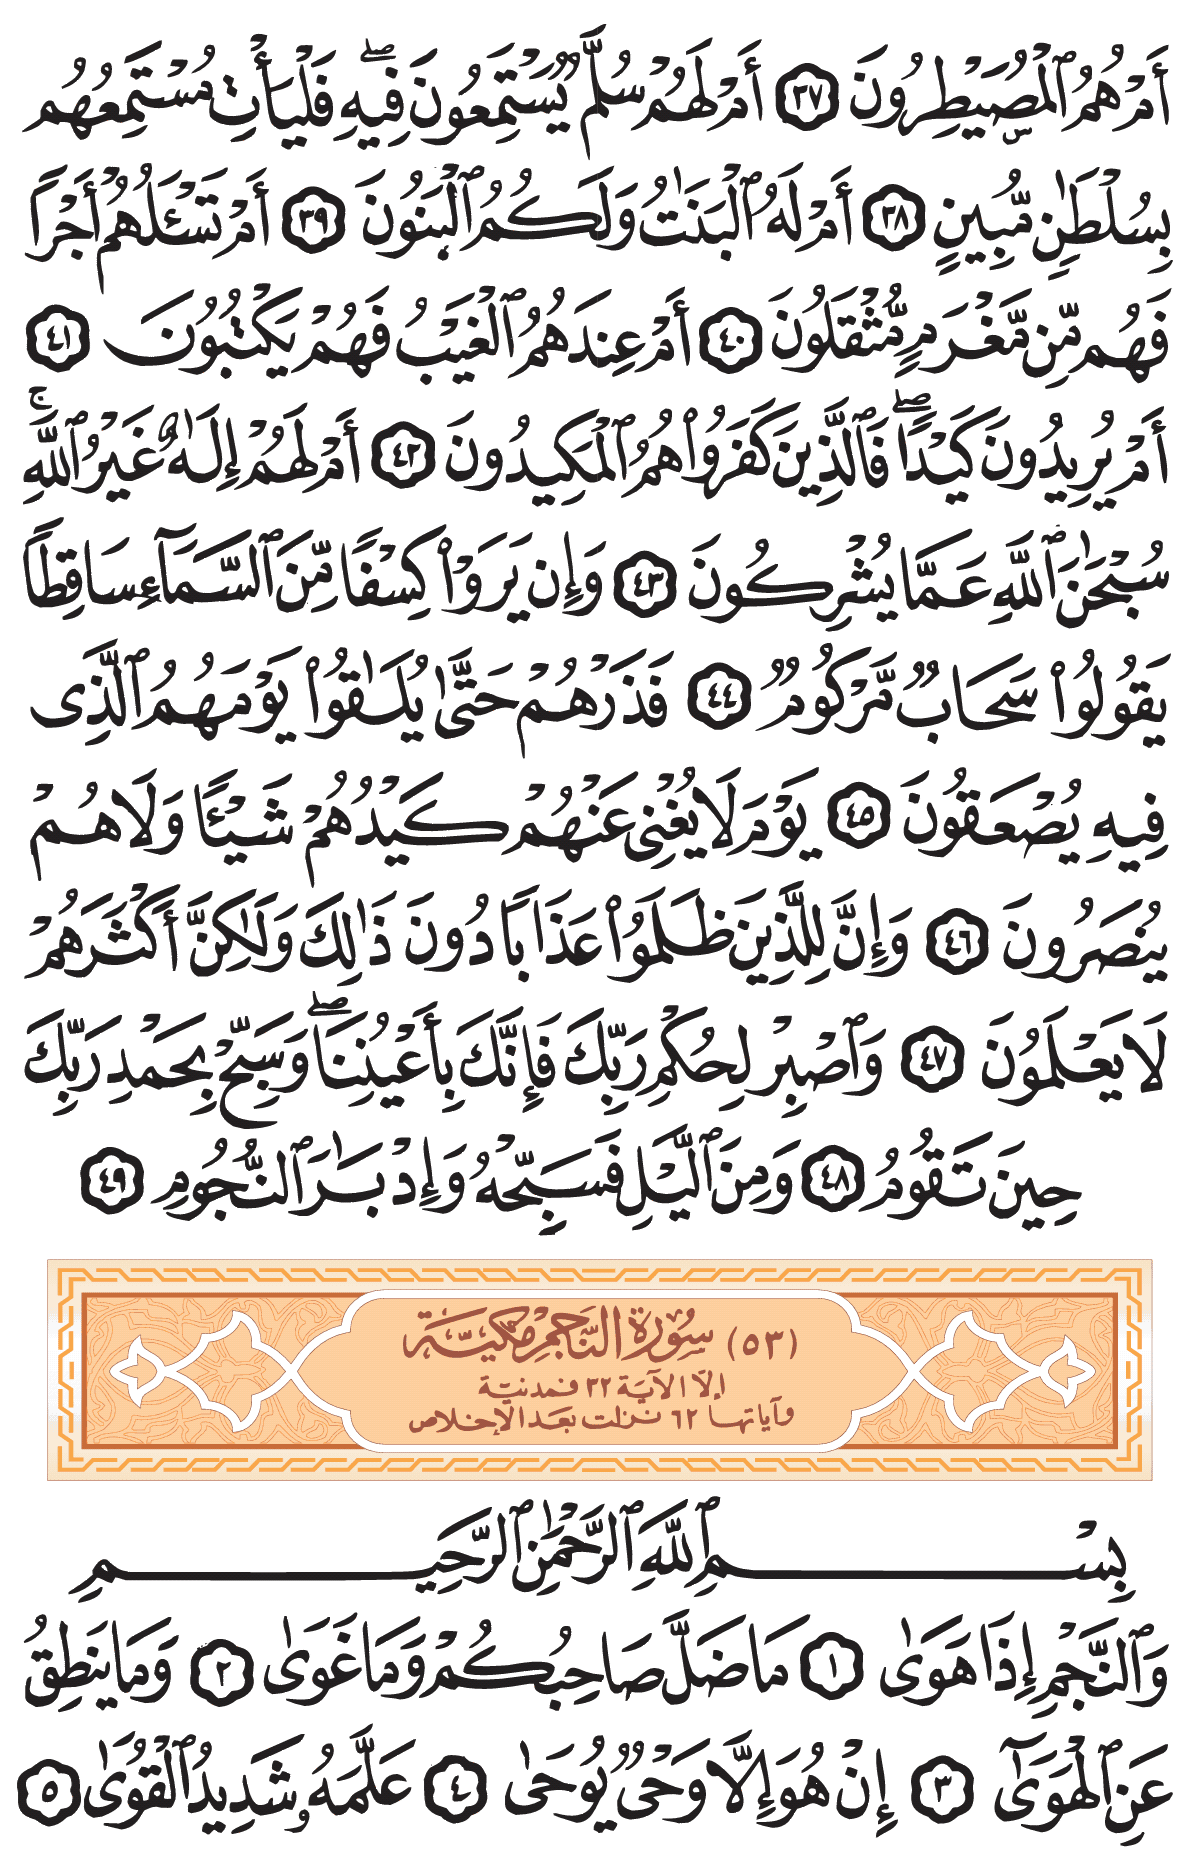 أَمْ هُمُ ٱلْمُصَۣيْطِرُونَ ٣٧ أَمْ لَهُمْ سُلَّمٌ يَسْتَمِعُونَ فِيهِ ۖ فَلْيَأْتِ مُسْتَمِعُهُم
بِسُلْطَٰنٍ مُّبِينٍ ٣٨ أَمْ لَهُ ٱلْبَنَٰتُ وَلَكُمُ ٱلْبَنُونَ ٣٩ أَمْ تَسْـَٔلُهُمْ أَجْرًا
فَهُم مِّن مَّغْرَمٍ مُّثْقَلُونَ ٤٠ أَمْ عِندَهُمُ ٱلْغَيْبُ فَهُمْ يَكْتُبُونَ ٤١
أَمْ يُرِيدُونَ كَيْدًا ۖ فَٱلَّذِينَ كَفَرُوا۟ هُمُ ٱلْمَكِيدُونَ ٤٢ أَمْ لَهُمْ إِلَٰهٌ غَيْرُ ٱللَّهِ ۚ
سُبْحَٰنَ ٱللَّهِ عَمَّا يُشْرِكُونَ ٤٣ وَإِن يَرَوْا۟ كِسْفًا مِّنَ ٱلسَّمَآءِ سَاقِطًا
يَقُولُوا۟ سَحَابٌ مَّرْكُومٌ ٤٤ فَذَرْهُمْ حَتَّىٰ يُلَٰقُوا۟ يَوْمَهُمُ ٱلَّذِى
فِيهِ يُصْعَقُونَ ٤٥ يَوْمَ لَا يُغْنِى عَنْهُمْ كَيْدُهُمْ شَيْـًٔا وَلَا هُمْ
يُنصَرُونَ ٤٦ وَإِنَّ لِلَّذِينَ ظَلَمُوا۟ عَذَابًا دُونَ ذَٰلِكَ وَلَٰكِنَّ أَكْثَرَهُمْ
لَا يَعْلَمُونَ ٤٧ وَٱصْبِرْ لِحُكْمِ رَبِّكَ فَإِنَّكَ بِأَعْيُنِنَا ۖ وَسَبِّحْ بِحَمْدِ رَبِّكَ
حِينَ تَقُومُ ٤٨ وَمِنَ ٱلَّيْلِ فَسَبِّحْهُ وَإِدْبَٰرَ ٱلنُّجُومِ ٤٩
(٥٣) سُورَة النَّجْمِ مَكيَّة
إلا الآية ٣٢ فمدنيّة
وآياتها ٦٢ نزلت بعد الإخلاص
بِسْمِ ٱللَّهِ ٱلرَّحْمَٰنِ ٱلرَّحِيمِ
وَٱلنَّجْمِ إِذَا هَوَىٰ ١ مَا ضَلَّ صَاحِبُكُمْ وَمَا غَوَىٰ ٢ وَمَا يَنطِقُ
عَنِ ٱلْهَوَىٰٓ ٣ إِنْ هُوَ إِلَّا وَحْىٌ يُوحَىٰ ٤ عَلَّمَهُۥ شَدِيدُ ٱلْقُوَىٰ ٥